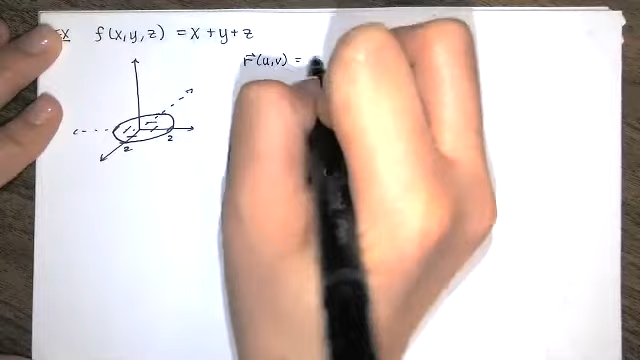 EX f(x,y,z) = x + y + z
r⃗(u,v) =
2
2